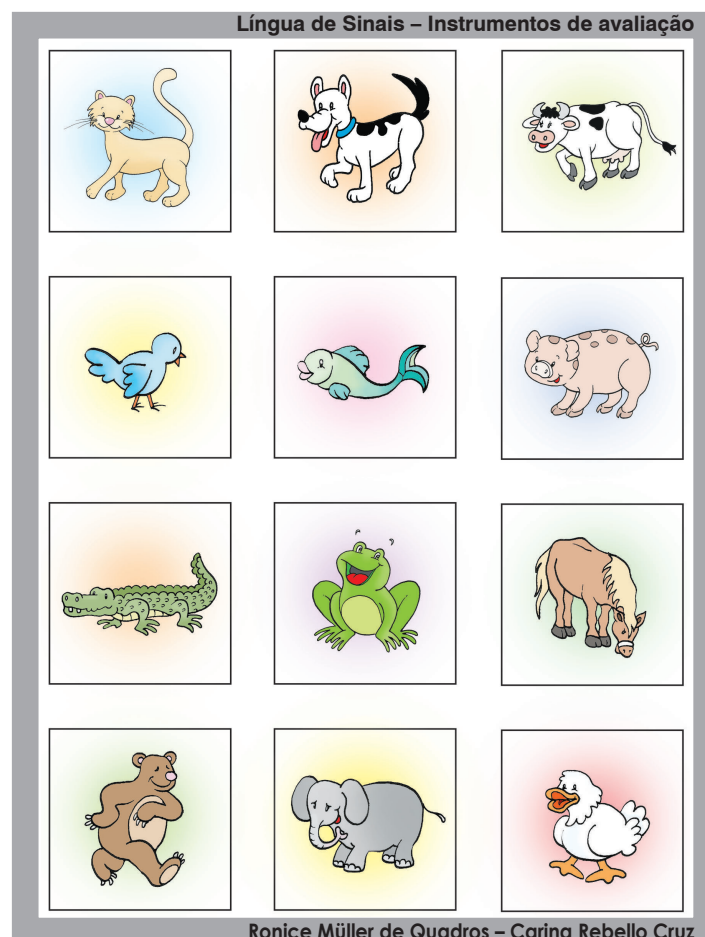 Língua de Sinais – Instrumentos de avaliação
Ronice Müller de Quadros – Carina Rebello Cruz